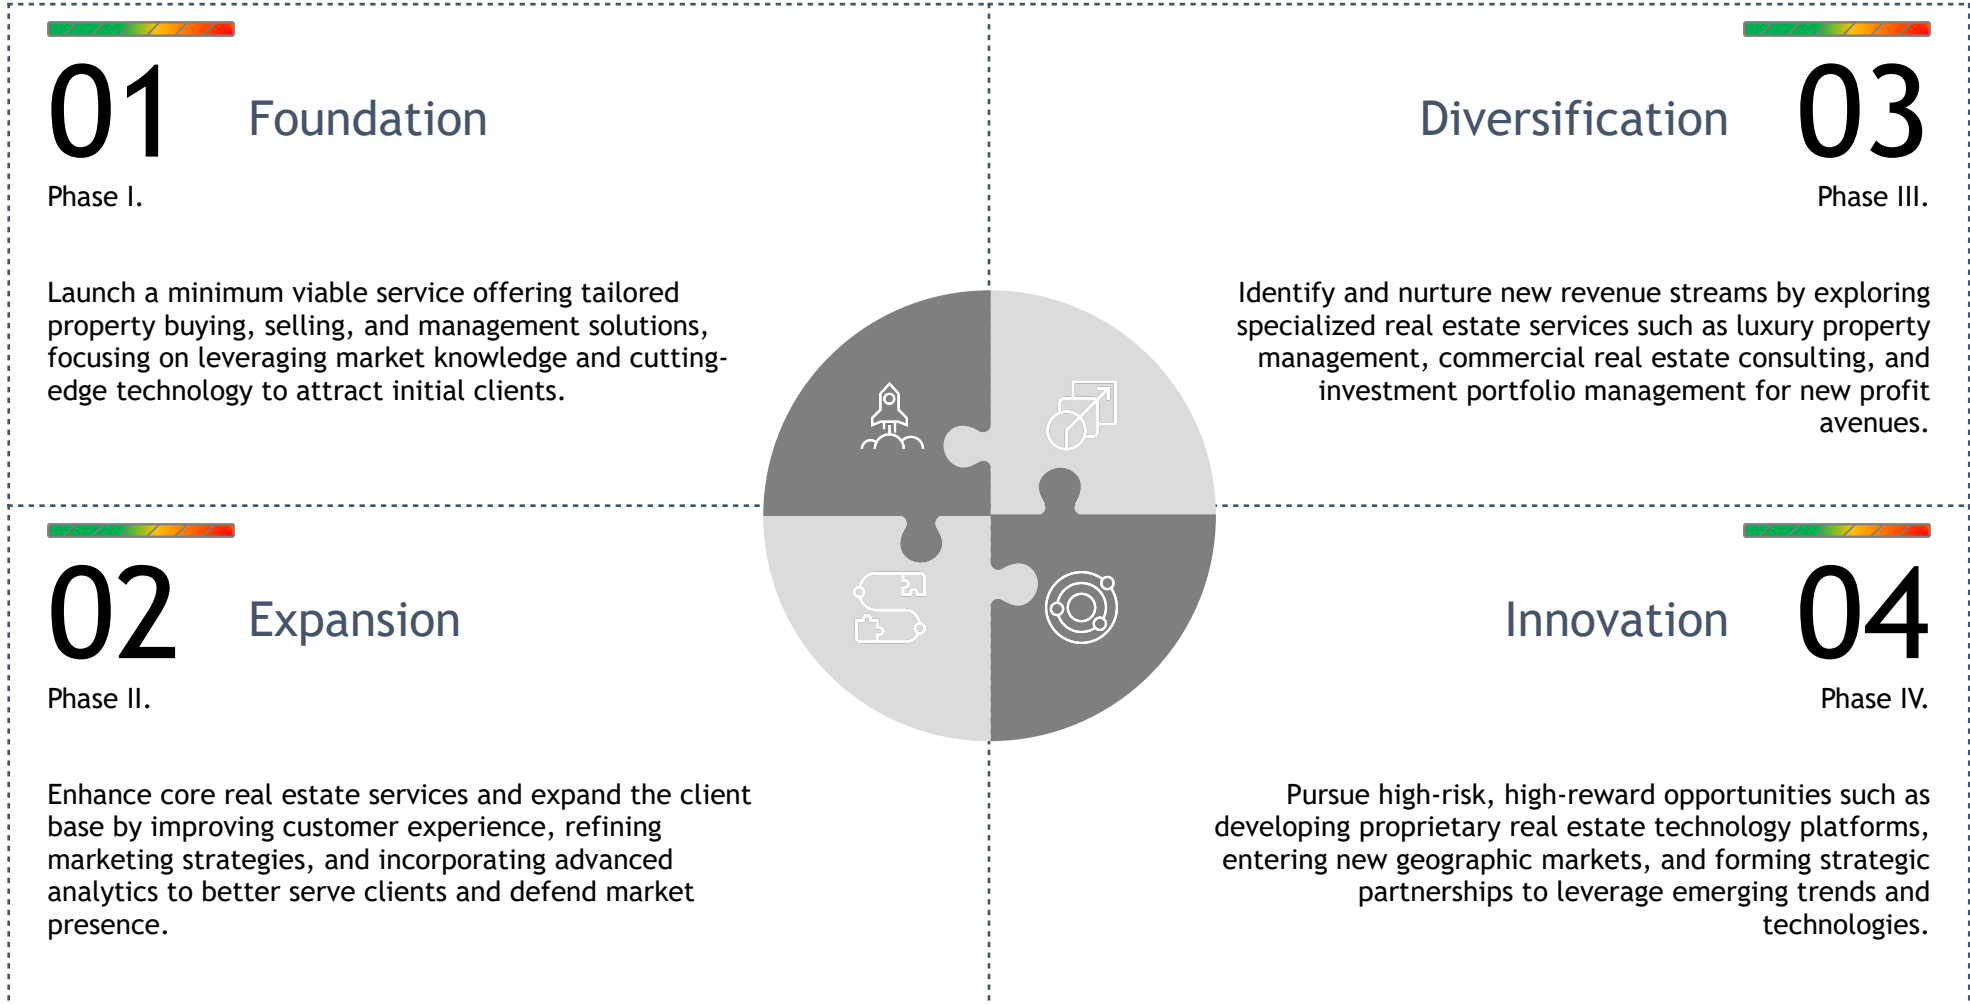 01
Foundation
Phase I.
Launch a minimum viable service offering tailored
property buying, selling, and management solutions,
focusing on leveraging market knowledge and cutting-
edge technology to attract initial clients.
02
Expansion
Phase II.
Enhance core real estate services and expand the client
base by improving customer experience, refining
marketing strategies, and incorporating advanced
analytics to better serve clients and defend market
presence.
Diversification
03
Phase III.
Identify and nurture new revenue streams by exploring
specialized real estate services such as luxury property
management, commercial real estate consulting, and
investment portfolio management for new profit
avenues.
Innovation
04
Phase IV.
Pursue high-risk, high-reward opportunities such as
developing proprietary real estate technology platforms,
entering new geographic markets, and forming strategic
partnerships to leverage emerging trends and
technologies.